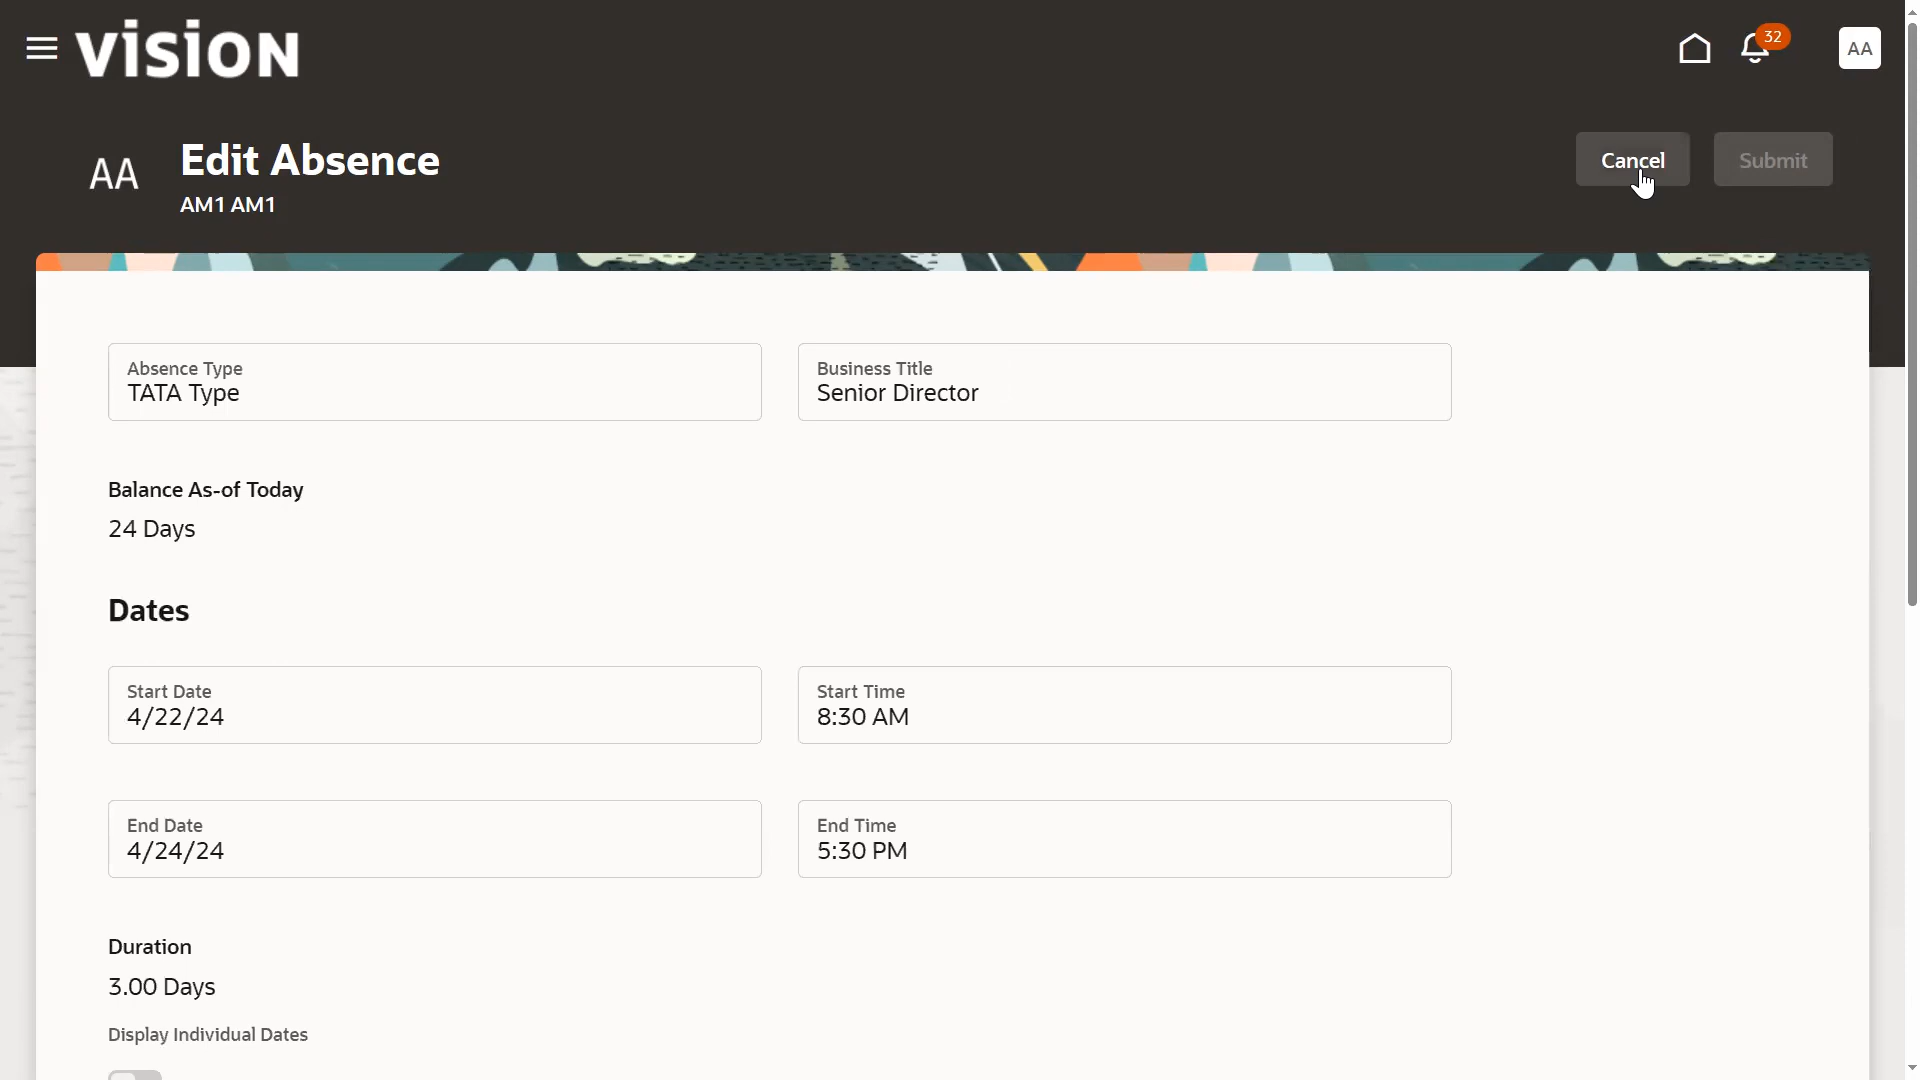 vision
32
AA
AA
Edit Absence
AM1 AM1
Cancel
Submit
Absence Type
TATA Type
Business Title
Senior Director
Balance As-of Today
24 Days
Dates
Start Date
4/22/24
Start Time
8:30 AM
End Date
4/24/24
End Time
5:30 PM
Duration
3.00 Days
Display Individual Dates